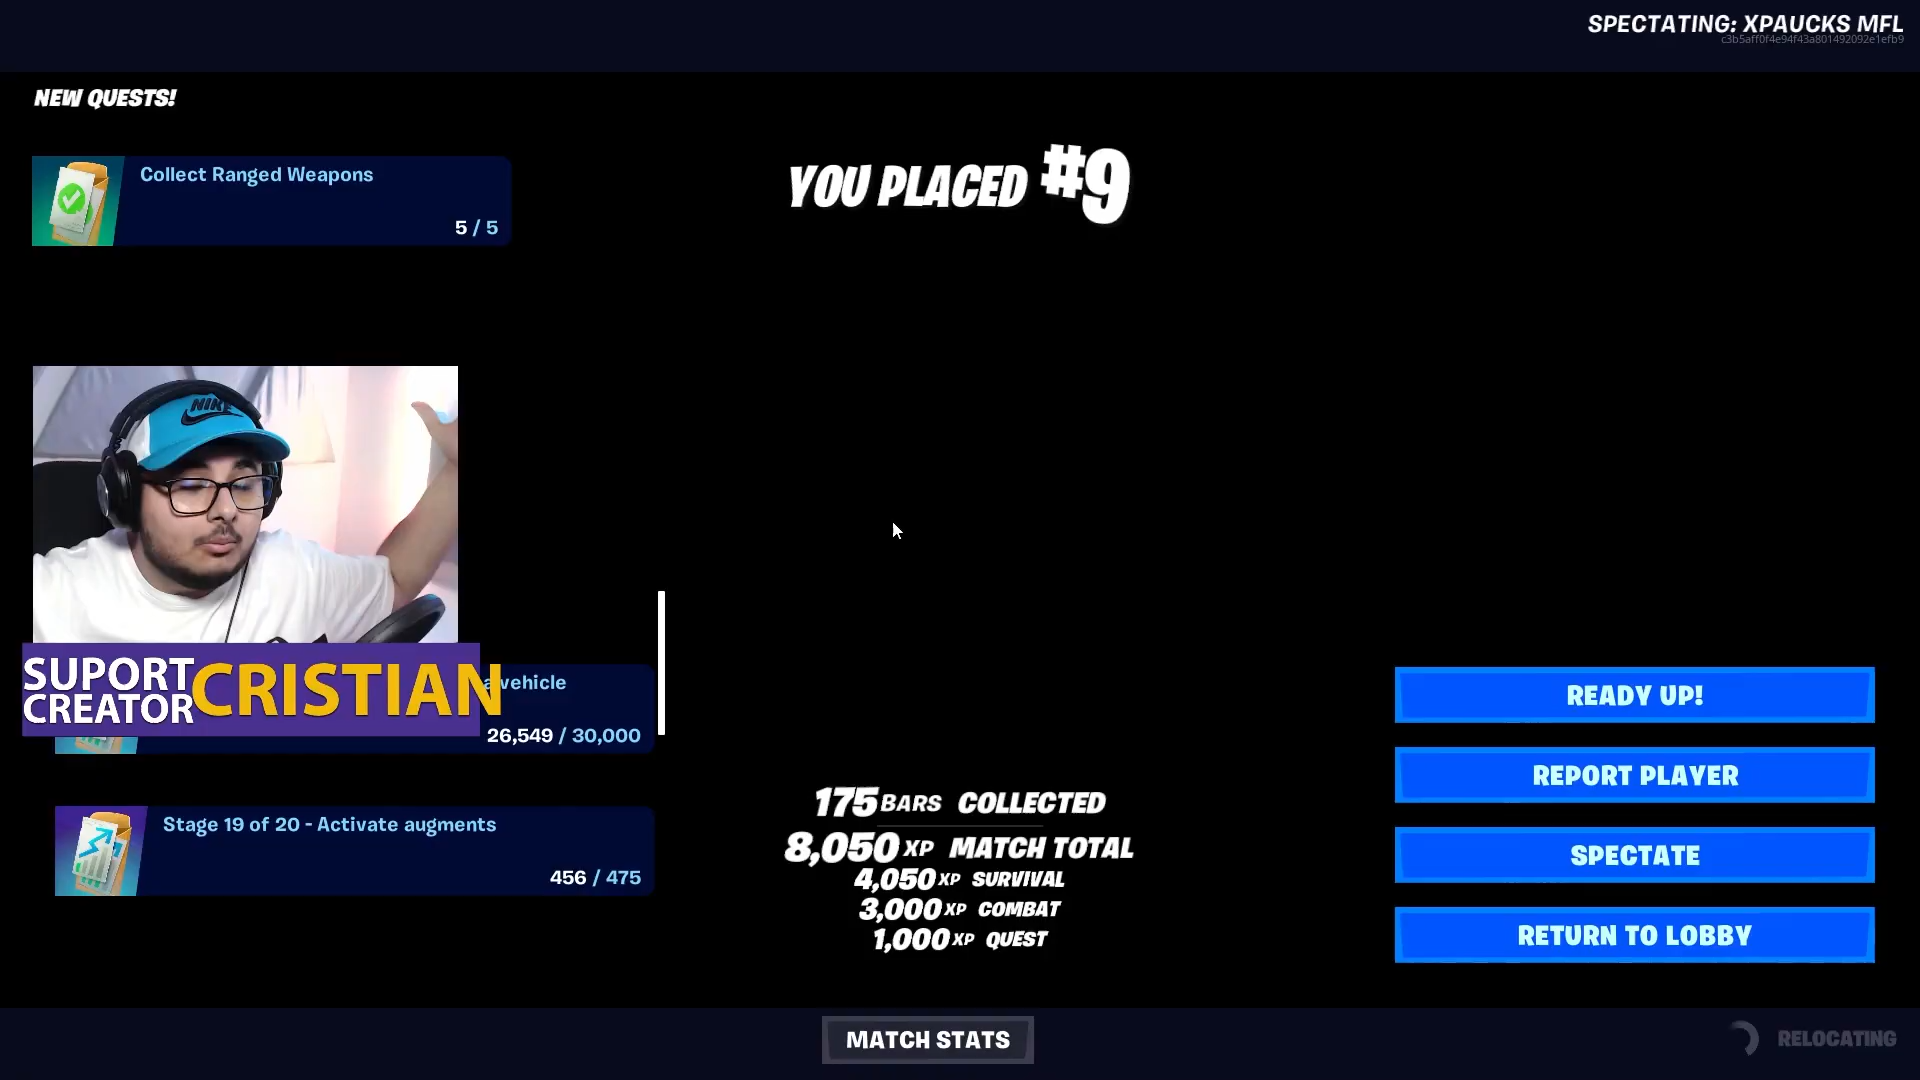 SPECTATING: XPAUCKS MFL
c3b5aff0f4e94f43a801492092e1efb9
NEW QUESTS!
Collect Ranged Weapons
5 / 5
YOU PLACED #9
NIKE
SUPORT
CREATOR
CRISTIAN
a vehicle
26,549 / 30,000
Stage 19 of 20 - Activate augments
456 / 475
175 BARS COLLECTED
8,050 XP MATCH TOTAL
4,050 XP SURVIVAL
3,000 XP COMBAT
1,000 XP QUEST
READY UP!
REPORT PLAYER
SPECTATE
RETURN TO LOBBY
MATCH STATS
RELOCATING